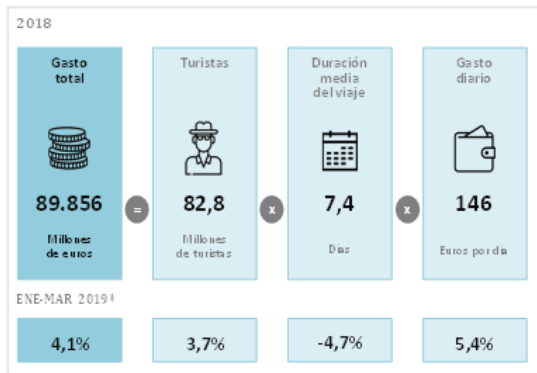 2018
Gasto
total
Turistas
Duración
media
del viaje
Gasto
diario
89.856
=
82,8
x
7,4
x
146
Millones
de euros
Millones
de turistas
Días
Euros por día
ENE-MAR 2019
4,1%
3,7%
-4,7%
5,4%